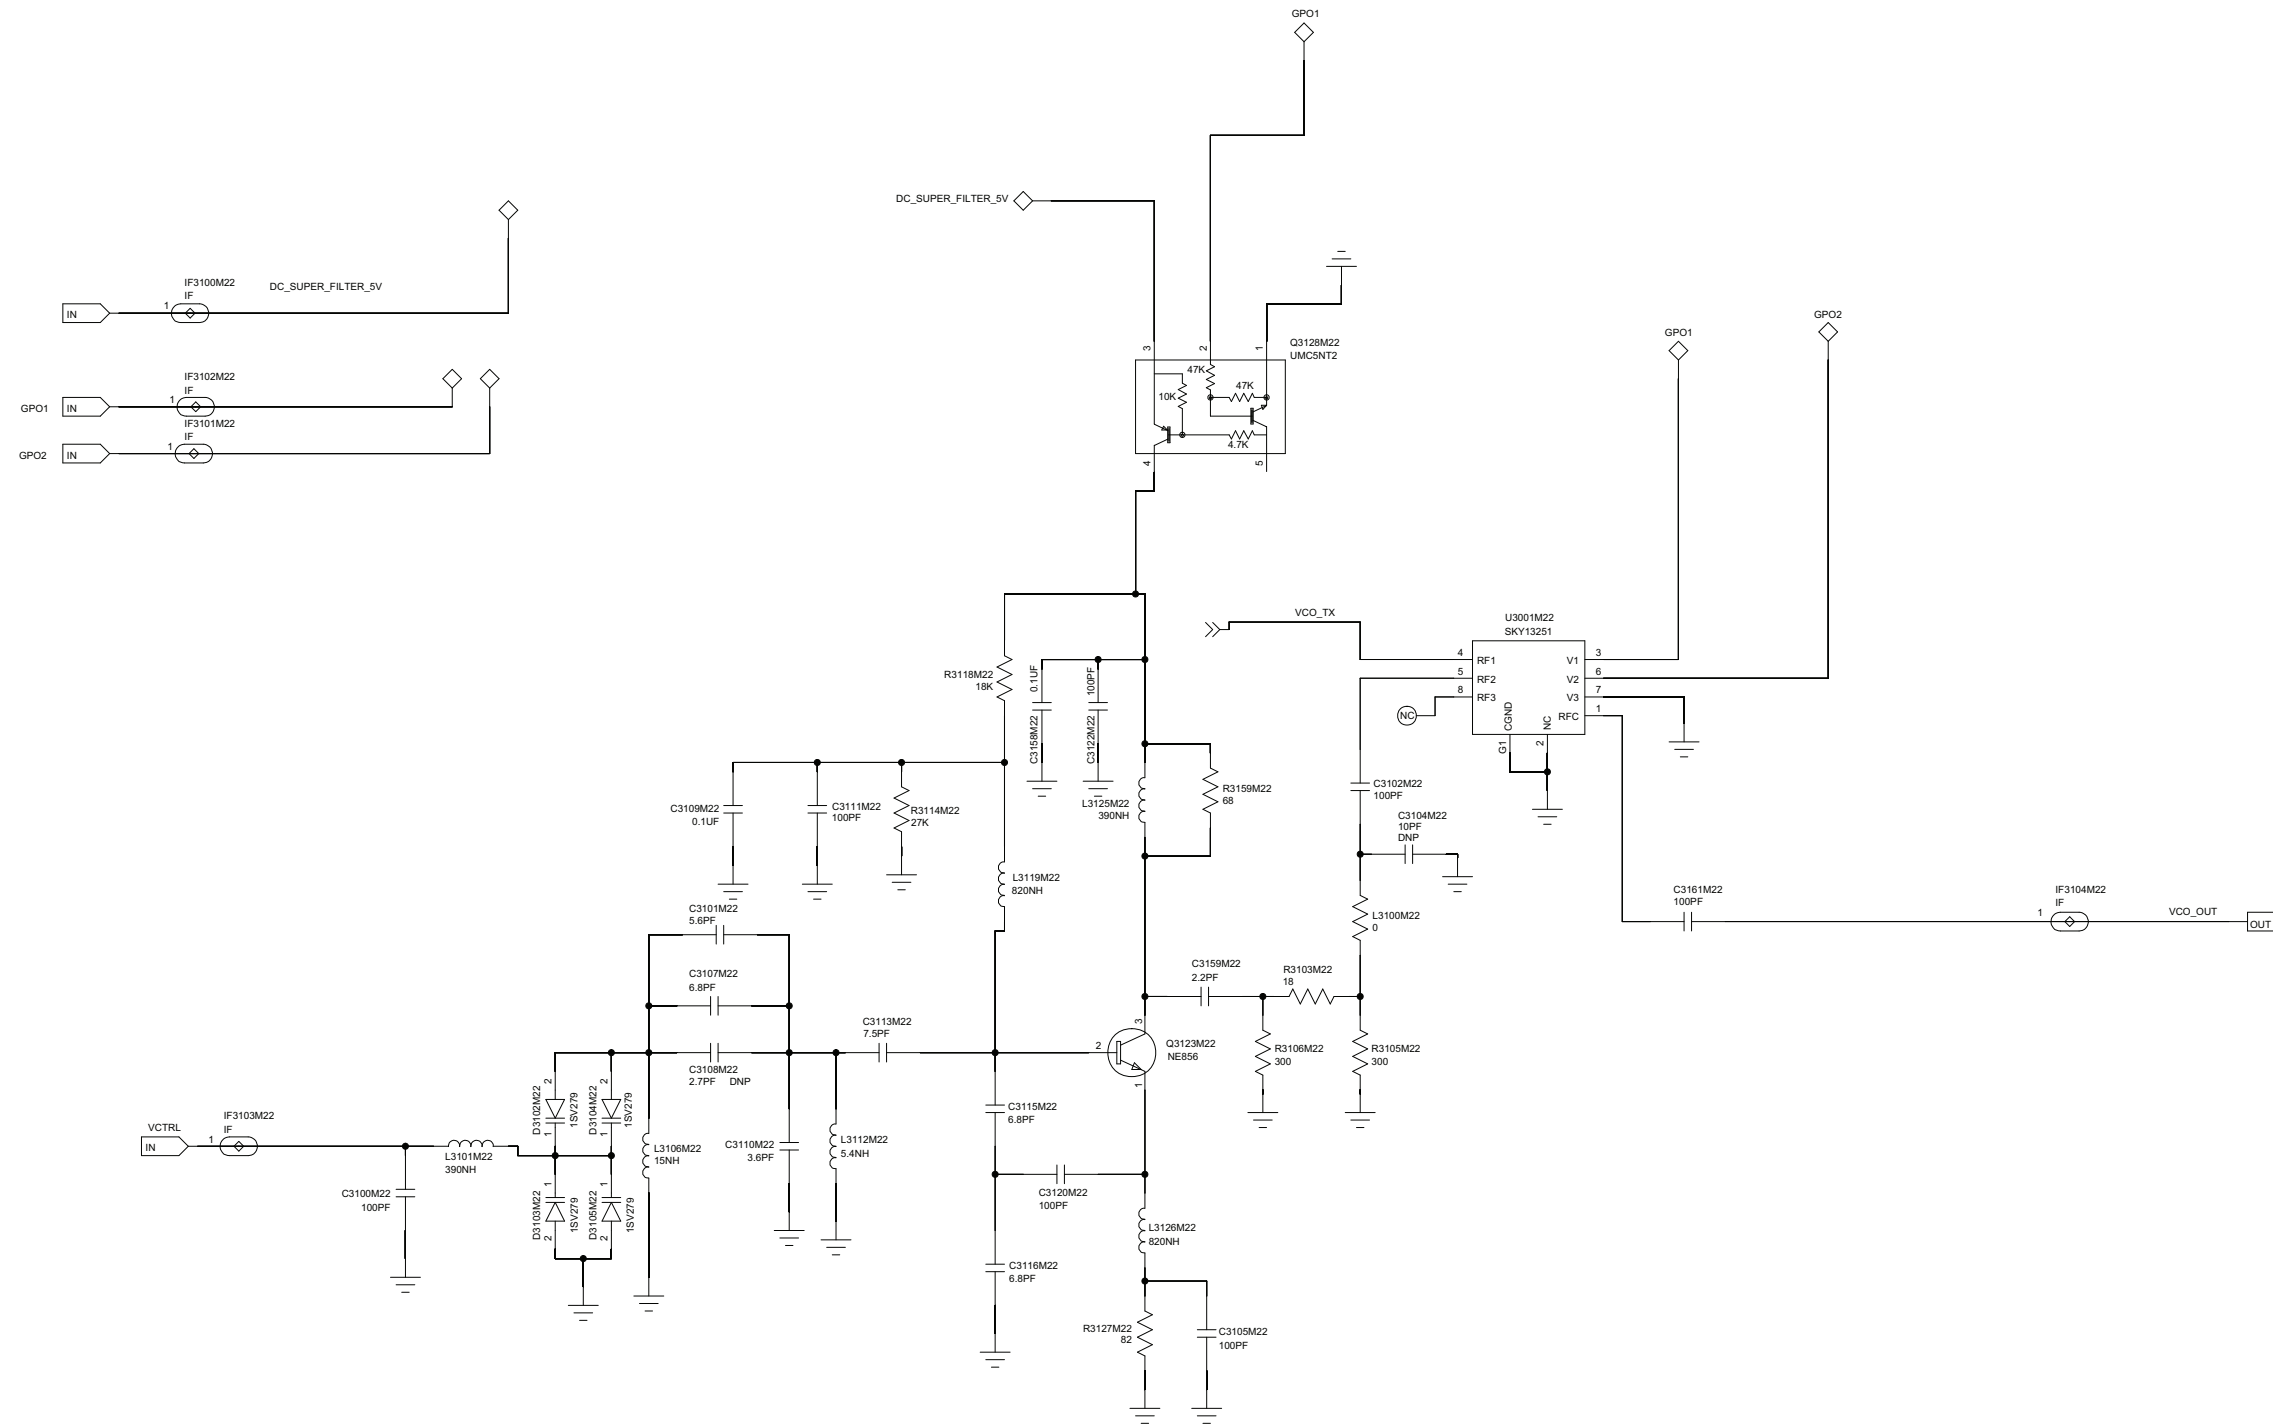 GPO1
DC_SUPER_FILTER_5V
IF3100M22
IF
DC_SUPER_FILTER_5V
IN
1
IF3102M22
IF
GPO1
IN
1
IF3101M22
IF
GPO2
IN
1
3
2
1
Q3128M22
UMC5NT2
47K
47K
10K
4.7K
4
5
GPO1
GPO2
VCO_TX
U3001M22
SKY13251
4
RF1
V1
3
5
RF2
V2
6
8
RF3
V3
7
NC
RFC
1
CGND
NC
G1
2
R3118M22
18K
0.1UF
C3158M22
100PF
C3122M22
C3109M22
0.1UF
C3111M22
100PF
R3114M22
27K
L3125M22
390NH
R3159M22
68
C3102M22
100PF
C3104M22
10PF
DNP
L3119M22
820NH
L3100M22
0
C3161M22
100PF
IF3104M22
IF
1
VCO_OUT
OUT
C3101M22
5.6PF
C3107M22
6.8PF
C3108M22
2.7PF DNP
C3113M22
7.5PF
C3159M22
2.2PF
R3103M22
18
3
2
1
Q3123M22
NE856
R3106M22
300
R3105M22
300
D3102M22
1SV279
2
1
D3104M22
1SV279
2
1
D3103M22
1SV279
1
2
D3105M22
1SV279
1
2
VCTRL
IN
1
IF3103M22
IF
L3101M22
390NH
C3100M22
100PF
L3106M22
15NH
C3110M22
3.6PF
L3112M22
5.4NH
C3115M22
6.8PF
C3120M22
100PF
C3116M22
6.8PF
L3126M22
820NH
R3127M22
82
C3105M22
100PF